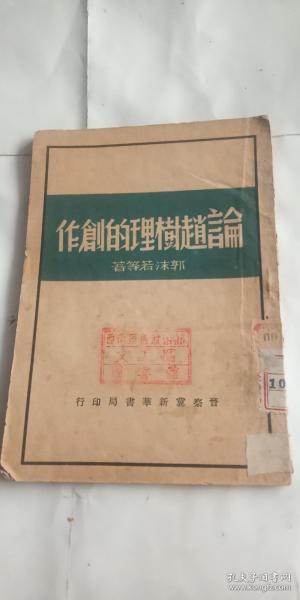 論趙樹理的創作
郭沫若等著
晉察冀新華書局印行
10
孔夫子旧书网